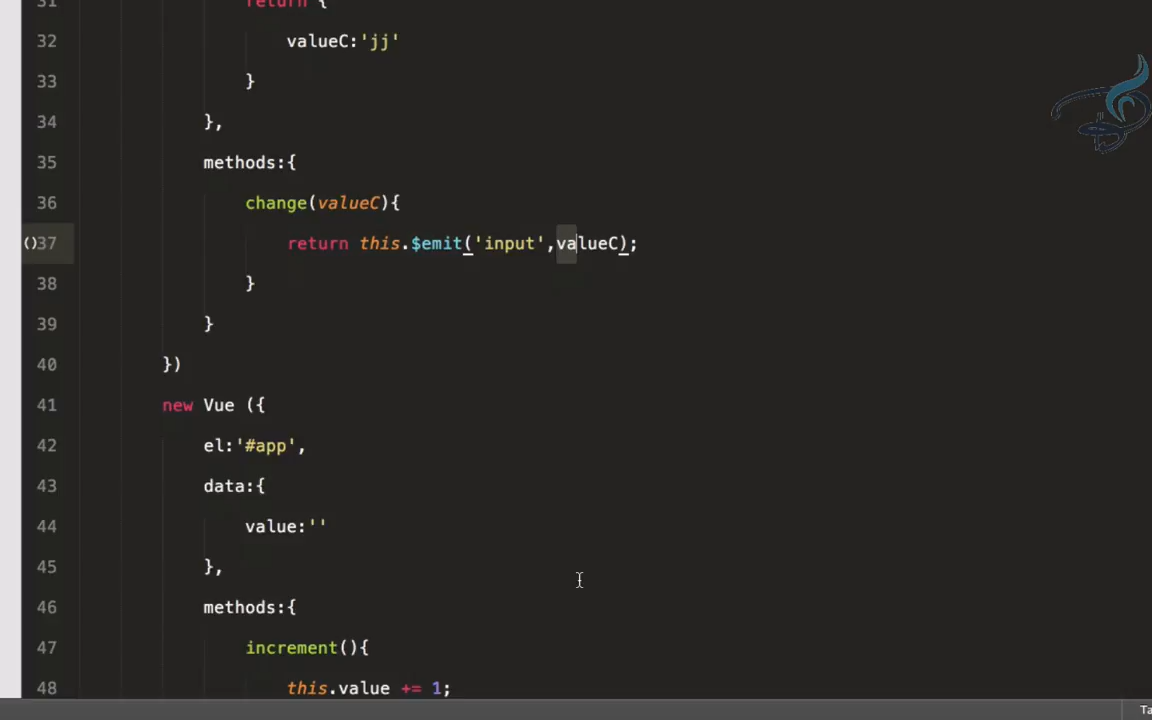 31 return {
32 valueC:'jj'
33 }
34 },
35 methods:{
36 change(valueC){
()37 return this.$emit('input',valueC);
38 }
39 }
40 })
41 new Vue ({
42 el:'#app',
43 data:{
44 value:''
45 },
46 methods:{
47 increment(){
48 this.value += 1;
Ta